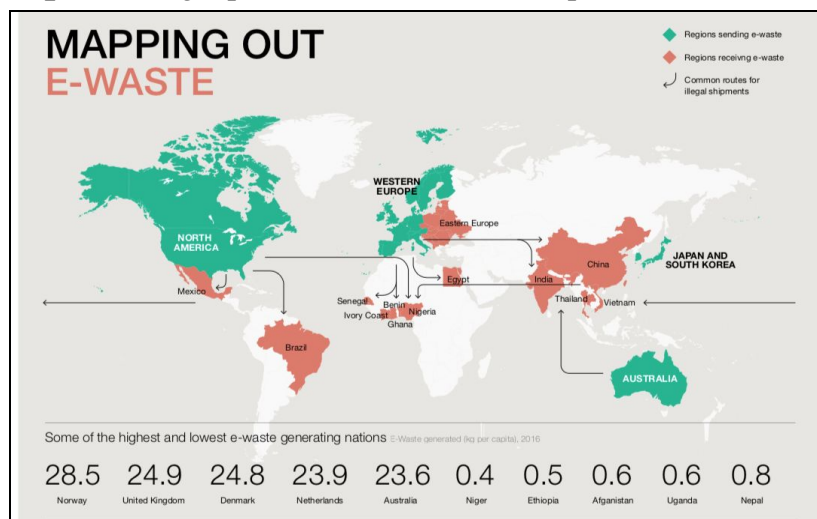 MAPPING OUT
E-WASTE
Regions sending e-waste
Regions receivng e-waste
Common routes for
illegal shipments
WESTERN
EUROPE
Eastern Europe
NORTH
AMERICA
JAPAN AND
SOUTH KOREA
China
Mexico
Egypt
India
Senegal
Benin
Thailand
Vietnam
Ivory Coast
Nigeria
Ghana
Brazil
AUSTRALIA
Some of the highest and lowest e-waste generating nations E-Waste generated (kg per capita), 2016
28.5 24.9 24.8 23.9 23.6 0.4 0.5 0.6 0.6 0.8
Norway United Kingdom Denmark Netherlands Australia Niger Ethiopia Afganistan Uganda Nepal